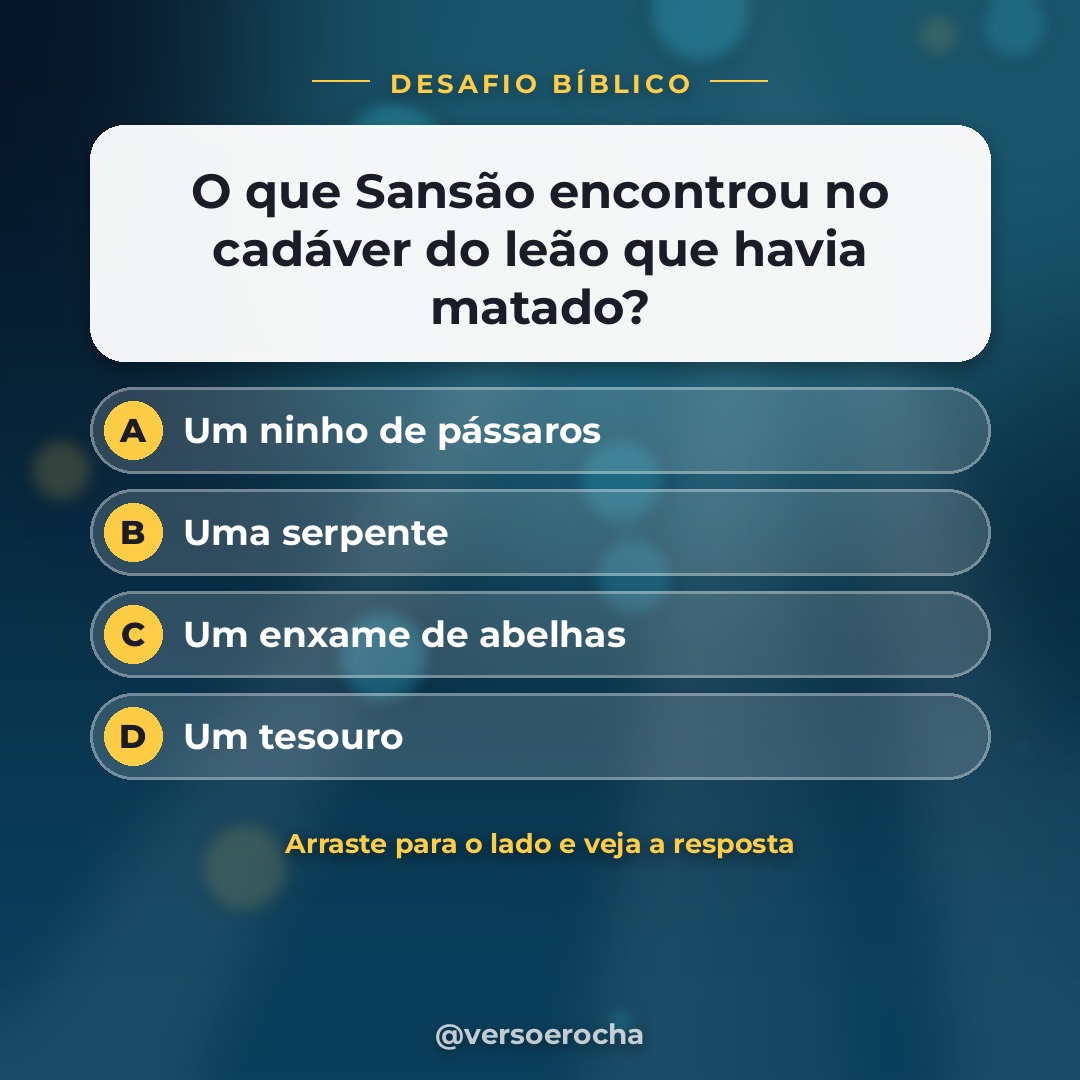 DESAFIO BÍBLICO
O que Sansão encontrou no
cadáver do leão que havia
matado?
A Um ninho de pássaros
B Uma serpente
C Um enxame de abelhas
D Um tesouro
Arraste para o lado e veja a resposta
@versoerocha